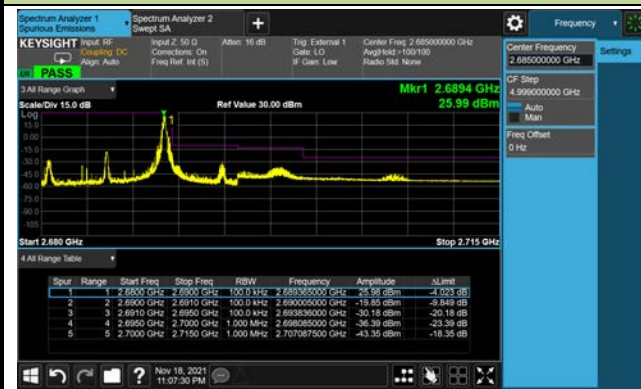 Spectrum Analyzer 1
Spurious Emissions
Spectrum Analyzer 2
Swept SA
Frequency
KEYSIGHT
Input: RF
Coupling: DC
Align: Auto
Input Z: 50 Ω
Corrections: On
Freq Ref: Int (S)
Atten: 16 dB
Trig: External 1
Gate: LO
IF Gain: Low
Center Freq: 2.685000000 GHz
Avg|Hold:>100/100
Radio Std: None
PASS
Center Frequency
2.685000000 GHz
Settings
CF Step
4.999000000 GHz
Auto
Man
Freq Offset
0 Hz
3 All Range Graph
Mkr1 2.6894 GHz
Scale/Div 15.0 dB
Ref Value 30.00 dBm
25.99 dBm
Log
15.0
0.00
-15.0
-30.0
-45.0
-60.0
-75.0
-90.0
-105
1
Start 2.680 GHz
Stop 2.715 GHz
4 All Range Table
Spur Range Start Freq Stop Freq RBW Frequency Amplitude ΔLimit
1 1 2.6800 GHz 2.6900 GHz 100.0 kHz 2.689365000 GHz 25.98 dBm -4.023 dB
2 2 2.6900 GHz 2.6910 GHz 100.0 kHz 2.690005000 GHz -19.85 dBm -9.849 dB
3 3 2.6910 GHz 2.6950 GHz 100.0 kHz 2.693836000 GHz -30.18 dBm -20.18 dB
4 4 2.6950 GHz 2.7000 GHz 1.000 MHz 2.698085000 GHz -36.39 dBm -23.39 dB
5 5 2.7000 GHz 2.7150 GHz 1.000 MHz 2.707087500 GHz -43.35 dBm -18.35 dB
Nov 18, 2021
11:07:30 PM